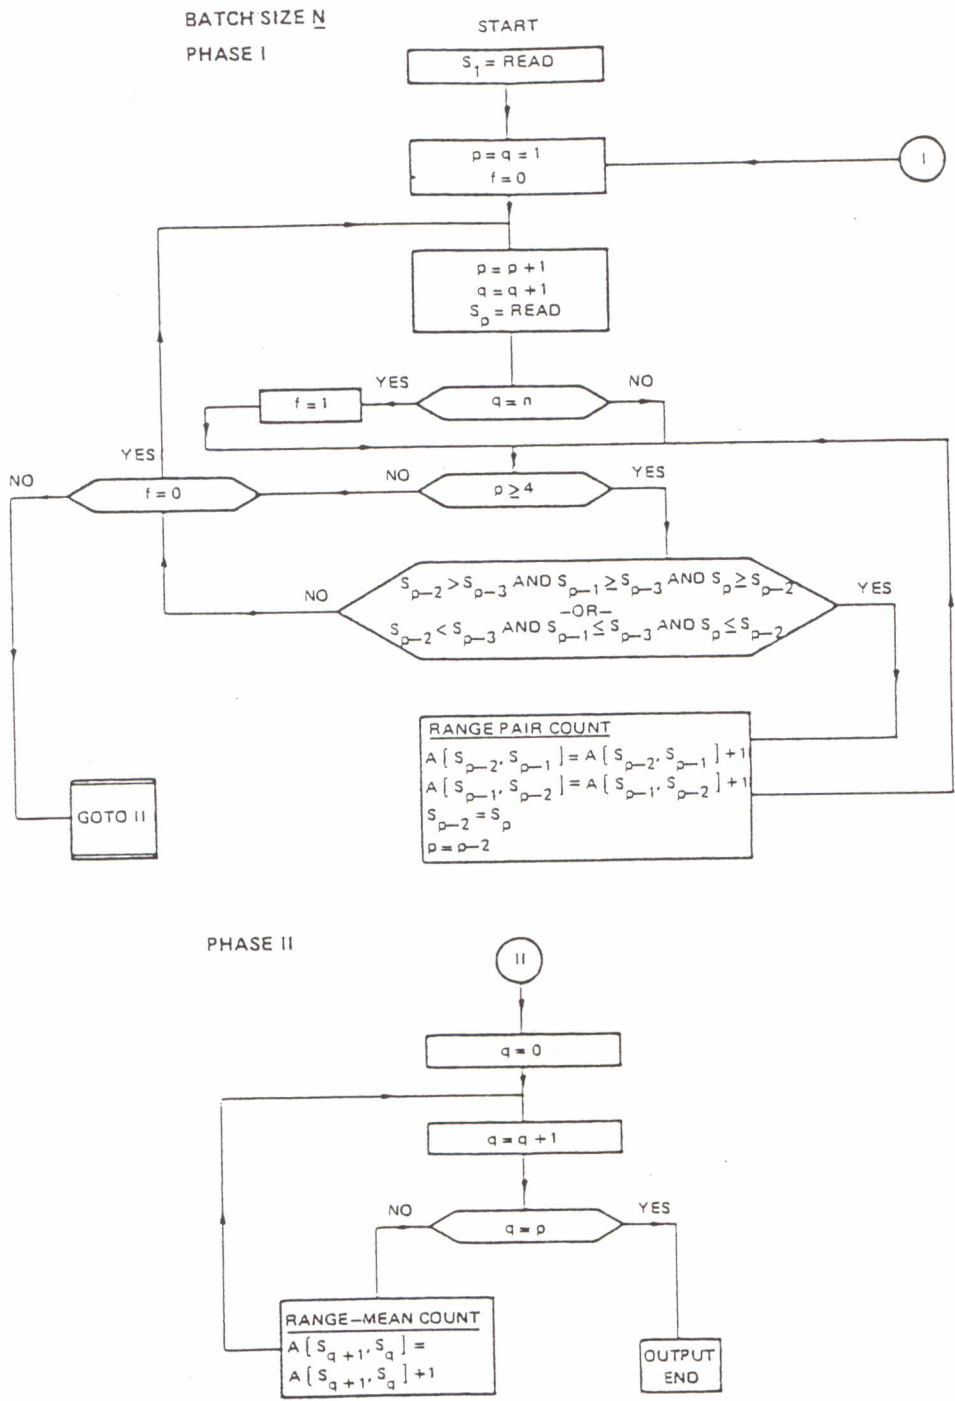 BATCH SIZE N
PHASE I
START
S1 = READ
p = q = 1
f = 0
I
p = p + 1
q = q + 1
Sp = READ
YES
NO
f = 1
q = n
YES
NO
YES
NO
f = 0
p ≥ 4
Sp–2 > Sp–3 AND Sp–1 ≥ Sp–3 AND Sp ≥ Sp–2
–OR–
Sp–2 < Sp–3 AND Sp–1 ≤ Sp–3 AND Sp ≤ Sp–2
NO
YES
RANGE PAIR COUNT
A [ Sp–2, Sp–1 ] = A [ Sp–2, Sp–1 ] + 1
A [ Sp–1, Sp–2 ] = A [ Sp–1, Sp–2 ] + 1
Sp–2 = Sp
p = p–2
GOTO II
PHASE II
II
q = 0
q = q + 1
NO
YES
q = p
RANGE–MEAN COUNT
A [ Sq +1, Sq ] =
A [ Sq +1, Sq ] +1
OUTPUT
END